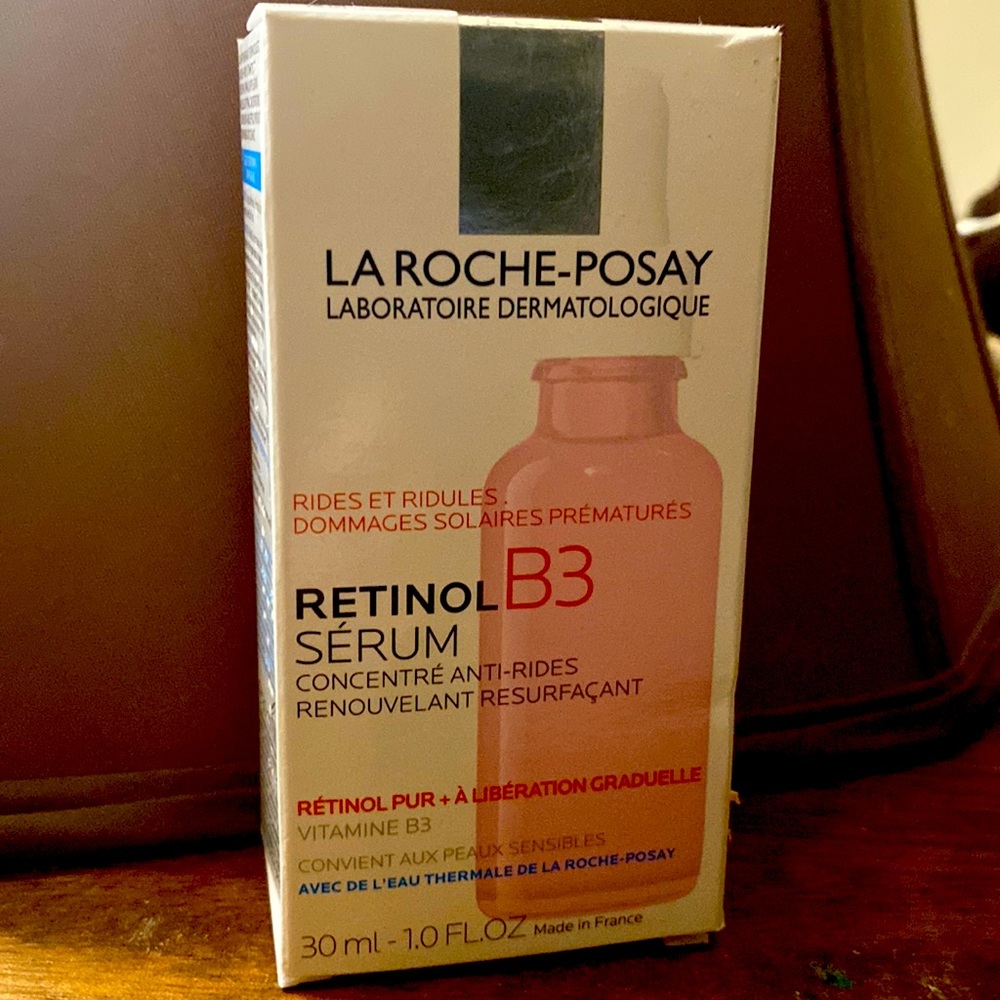 LA ROCHE-POSAY
LABORATOIRE DERMATOLOGIQUE
RIDES ET RIDULES .
DOMMAGES SOLAIRES PRÉMATURÉS
RETINOL B3
SÉRUM
CONCENTRÉ ANTI-RIDES
RENOUVELANT RESURFAÇANT
RÉTINOL PUR + À LIBÉRATION GRADUELLE
VITAMINE B3
CONVIENT AUX PEAUX SENSIBLES
AVEC DE L'EAU THERMALE DE LA ROCHE-POSAY
30 ml - 1.0 FL.OZ Made in France